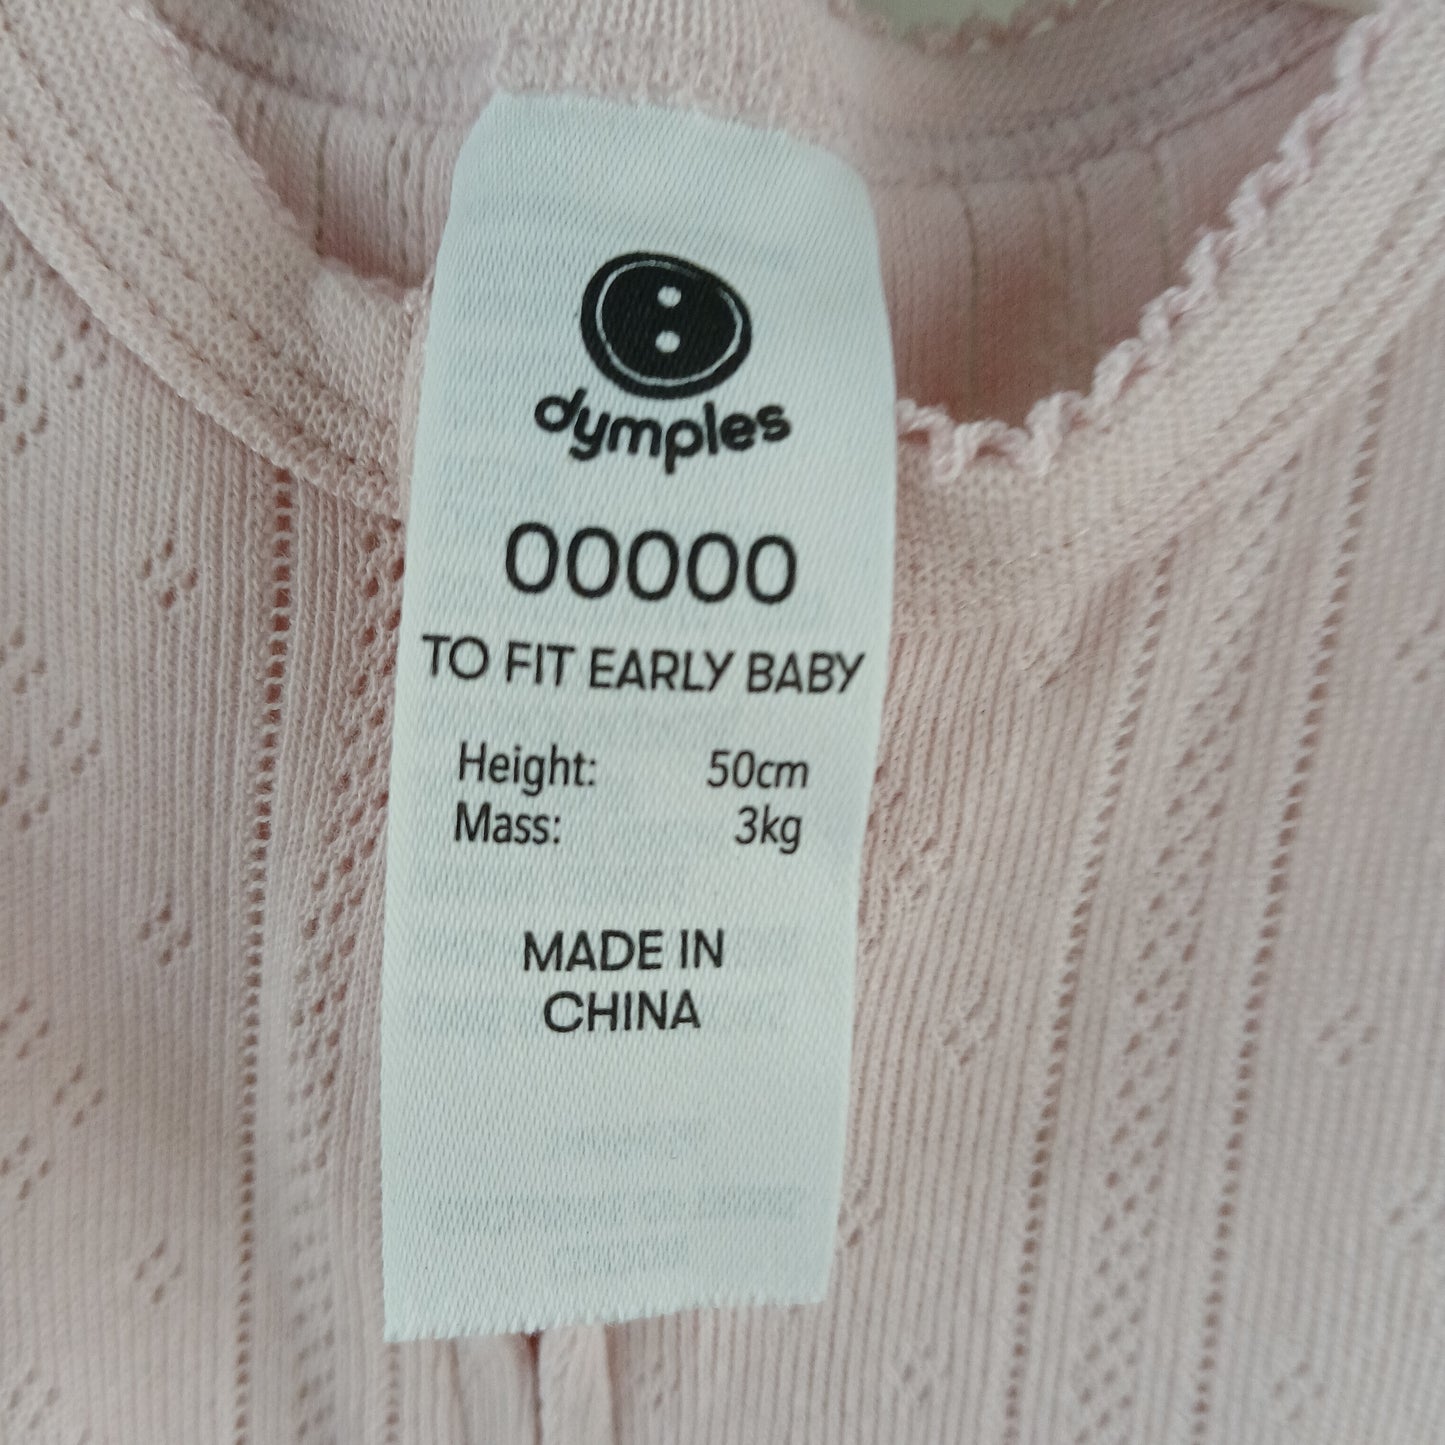 dymples
00000
TO FIT EARLY BABY
Height: 50cm
Mass: 3kg
MADE IN
CHINA